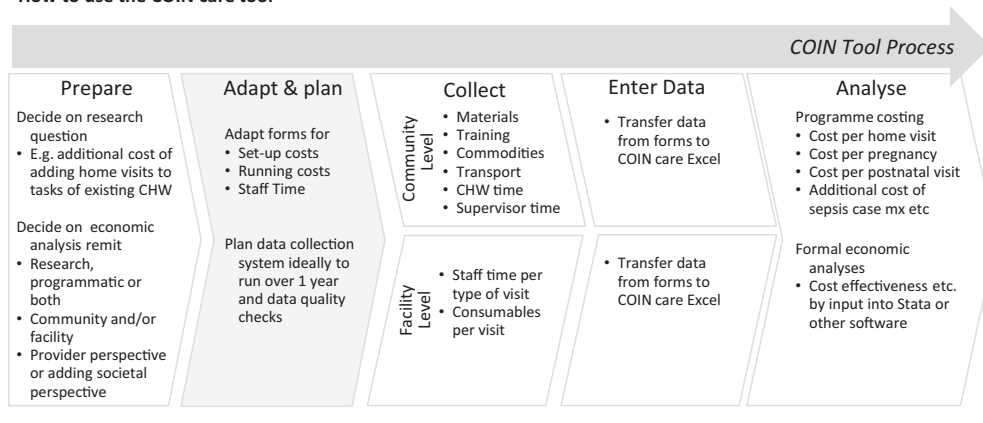 How to use the COIN care tool
COIN Tool Process
Prepare
Decide on research
question
• E.g. additional cost of
adding home visits to
tasks of existing CHW
Decide on economic
analysis remit
• Research,
programmatic or
both
• Community and/or
facility
• Provider perspective
or adding societal
perspective
Adapt & plan
Adapt forms for
• Set-up costs
• Running costs
• Staff Time
Plan data collection
system ideally to
run over 1 year
and data quality
checks
Collect
Community
Level
• Materials
• Training
• Commodities
• Transport
• CHW time
• Supervisor time
Facility
Level
• Staff time per
type of visit
• Consumables
per visit
Enter Data
• Transfer data
from forms to
COIN care Excel
• Transfer data
from forms to
COIN care Excel
Analyse
Programme costing
• Cost per home visit
• Cost per pregnancy
• Cost per postnatal visit
• Additional cost of
sepsis case mx etc
Formal economic
analyses
• Cost effectiveness etc.
by input into Stata or
other software